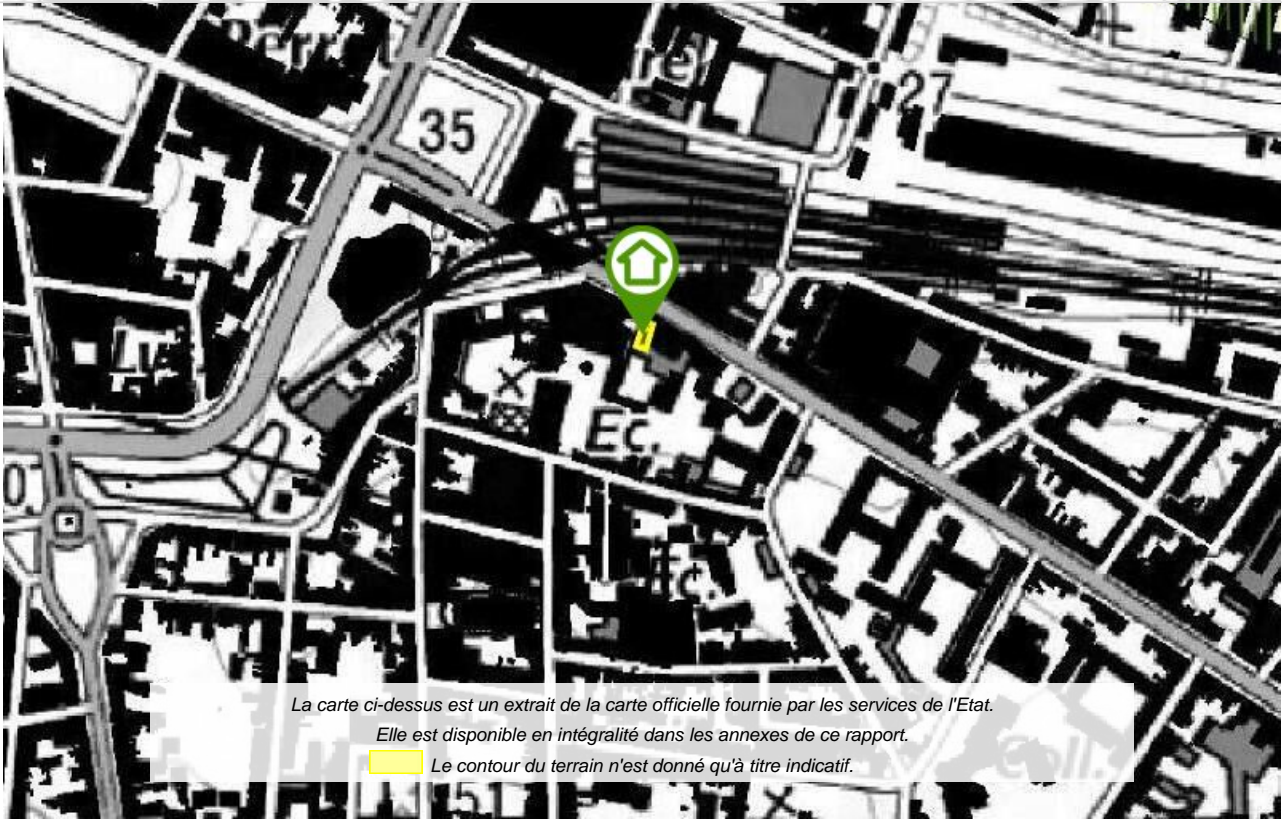 35
27
Ec.
Ec.
La carte ci-dessus est un extrait de la carte officielle fournie par les services de l'Etat.
Elle est disponible en intégralité dans les annexes de ce rapport.
Le contour du terrain n'est donné qu'à titre indicatif.
Coll.
51